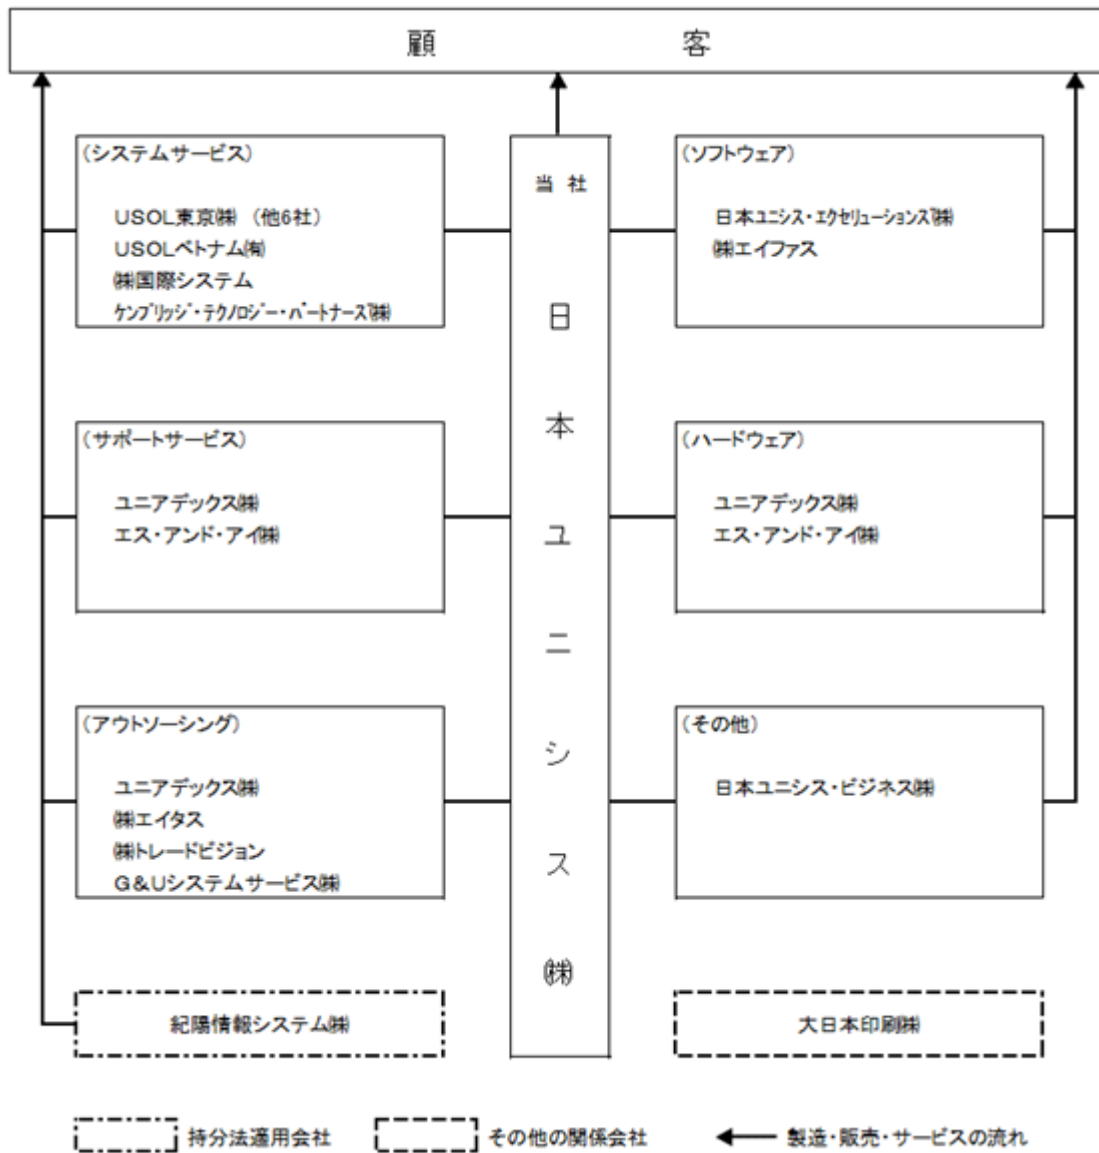 顧 客
(システムサービス)
USOL東京㈱ (他6社)
USOLベトナム㈲
㈱国際システム
ケンブリッジ・テクノロジー・パートナーズ㈱
(サポートサービス)
ユニアデックス㈱
エス・アンド・アイ㈱
(アウトソーシング)
ユニアデックス㈱
㈱エイタス
㈱トレードビジョン
G&Uシステムサービス㈱
紀陽情報システム㈱
当 社
日本ユニシス㈱
(ソフトウェア)
日本ユニシス・エクセリューションズ㈱
㈱エイファス
(ハードウェア)
ユニアデックス㈱
エス・アンド・アイ㈱
(その他)
日本ユニシス・ビジネス㈱
大日本印刷㈱
持分法適用会社
その他の関係会社
製造・販売・サービスの流れ